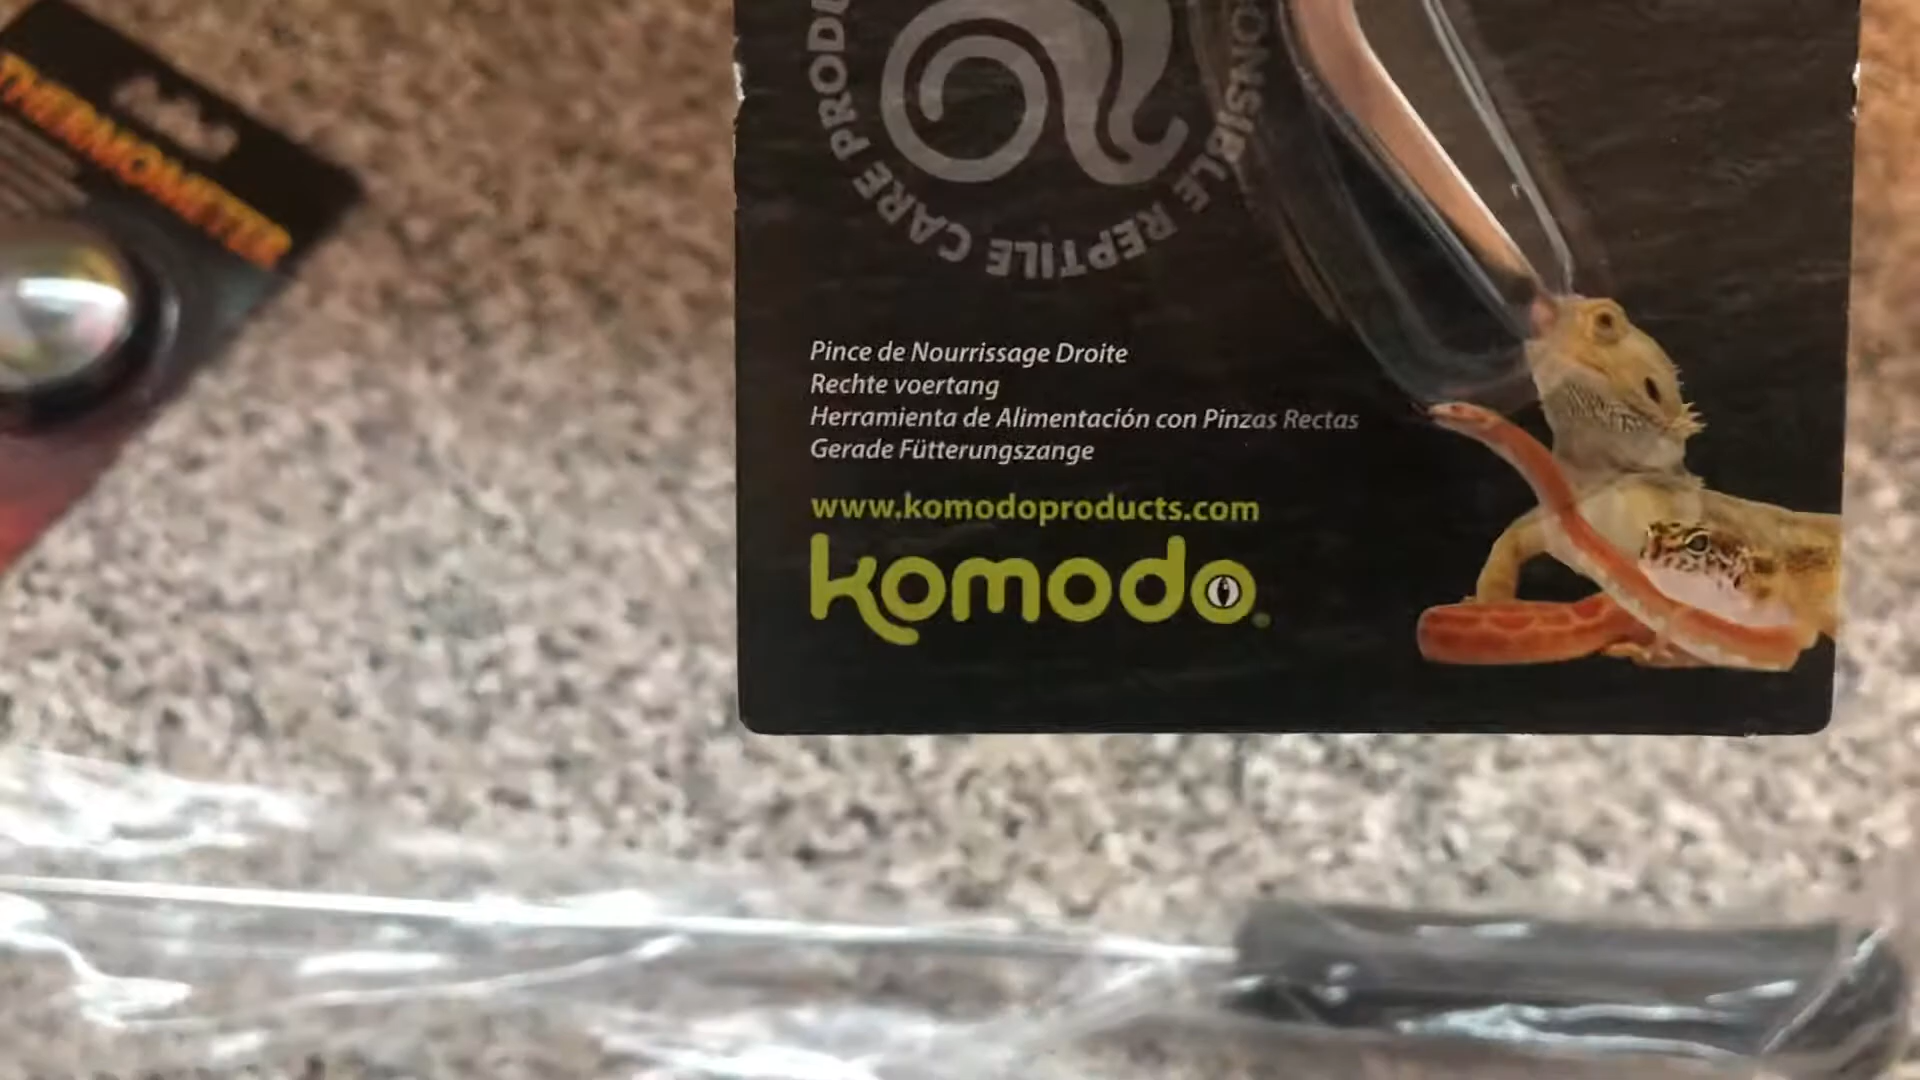 THERMOMETER
RESPONSIBLE REPTILE CARE PRODU
Pince de Nourrissage Droite
Rechte voertang
Herramienta de Alimentación con Pinzas Rectas
Gerade Fütterungszange
www.komodoproducts.com
komodo